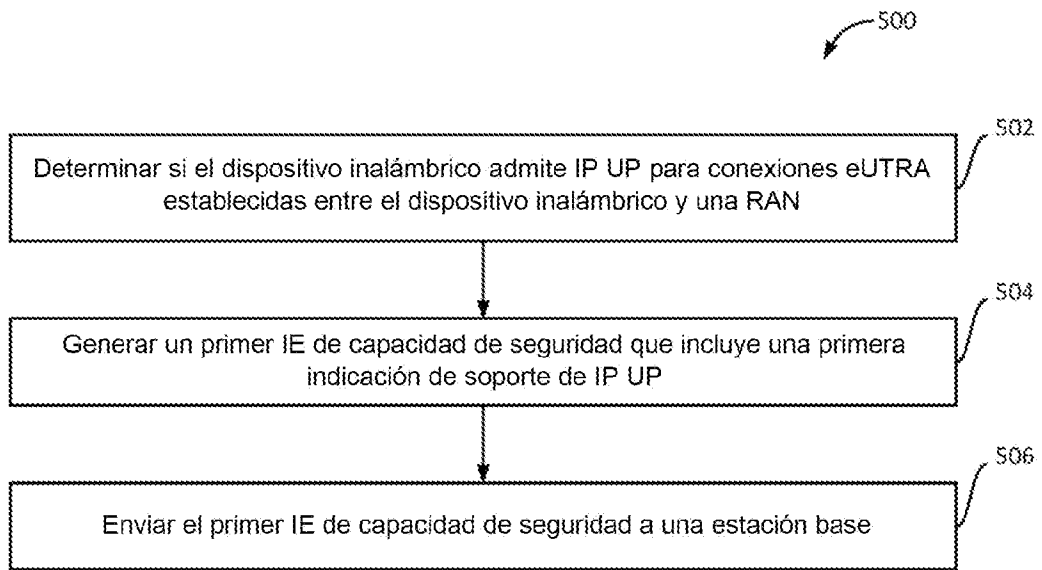 500
502
Determinar si el dispositivo inalámbrico admite IP UP para conexiones eUTRA
establecidas entre el dispositivo inalámbrico y una RAN
504
Generar un primer IE de capacidad de seguridad que incluye una primera
indicación de soporte de IP UP
506
Enviar el primer IE de capacidad de seguridad a una estación base